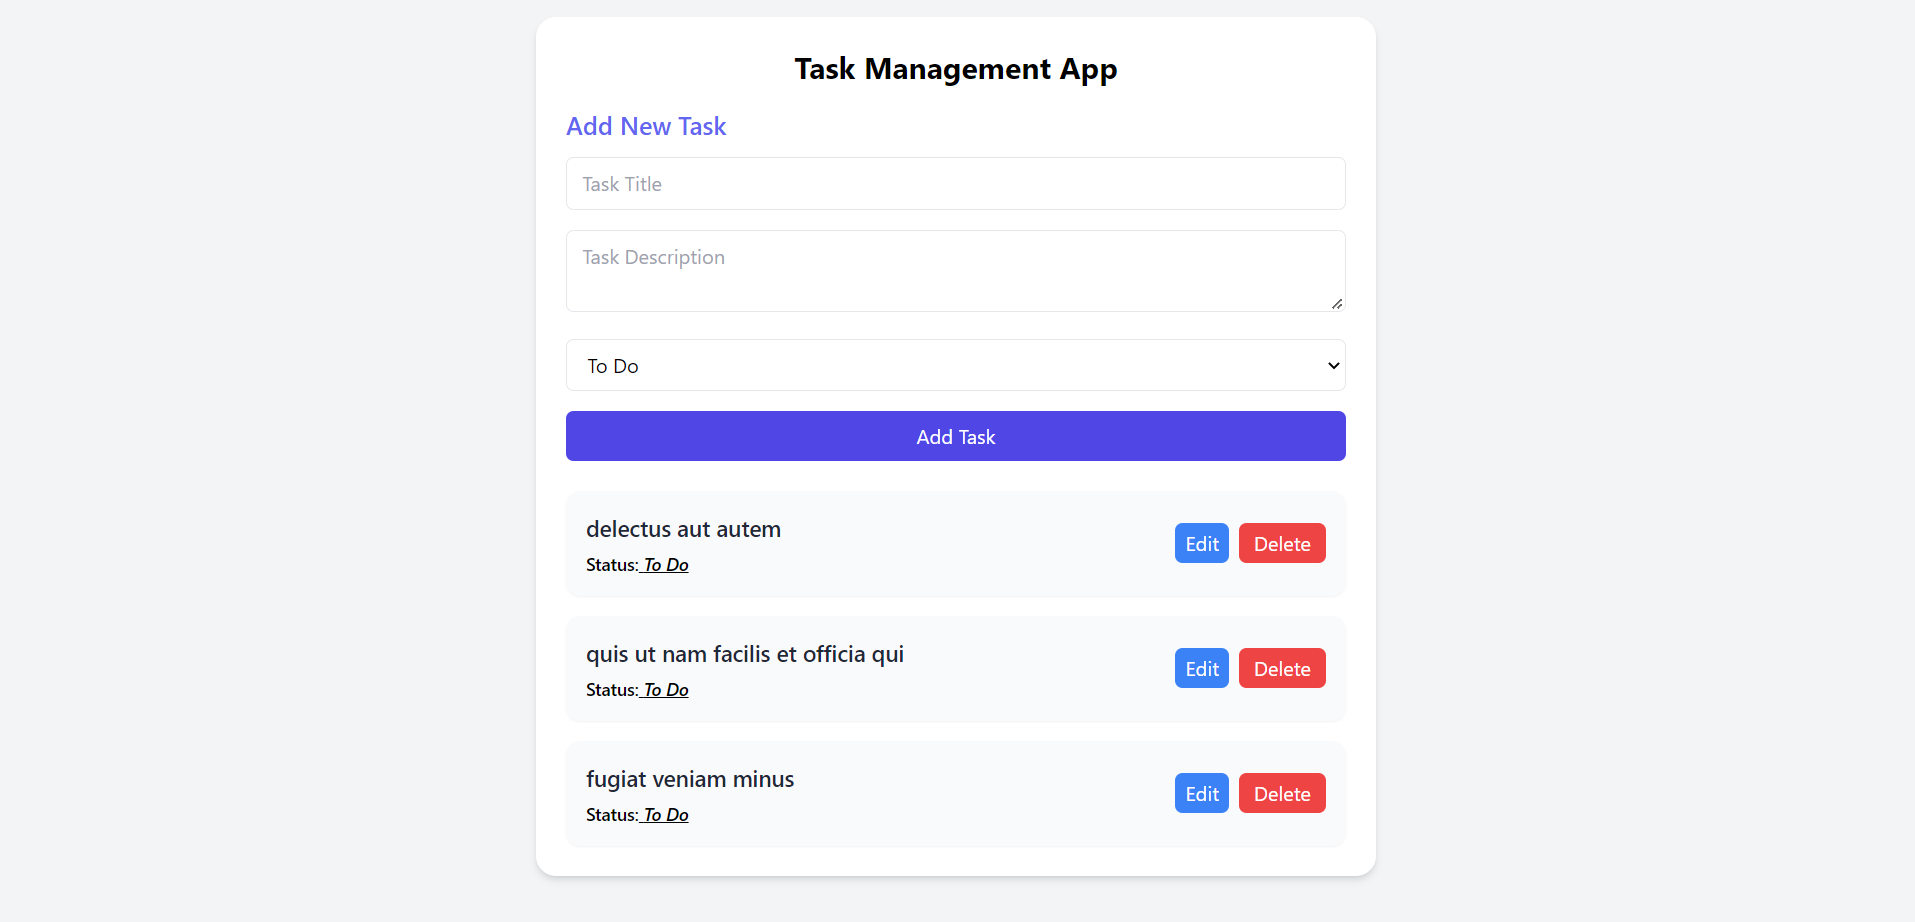 Task Management App
Add New Task
Task Title
Task Description
To Do
Add Task
delectus aut autem
Status: To Do
Edit
Delete
quis ut nam facilis et officia qui
Status: To Do
Edit
Delete
fugiat veniam minus
Status: To Do
Edit
Delete